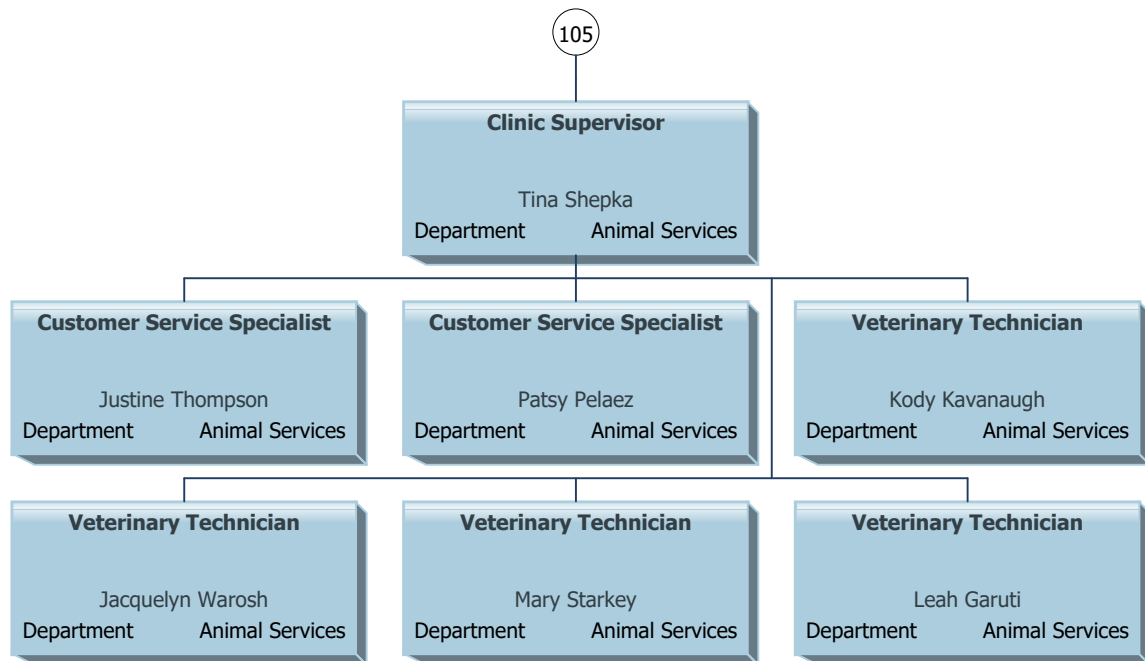 105
Clinic Supervisor
Tina Shepka
Department Animal Services
Customer Service Specialist
Justine Thompson
Department Animal Services
Customer Service Specialist
Patsy Pelaez
Department Animal Services
Veterinary Technician
Kody Kavanaugh
Department Animal Services
Veterinary Technician
Jacquelyn Warosh
Department Animal Services
Veterinary Technician
Mary Starkey
Department Animal Services
Veterinary Technician
Leah Garuti
Department Animal Services